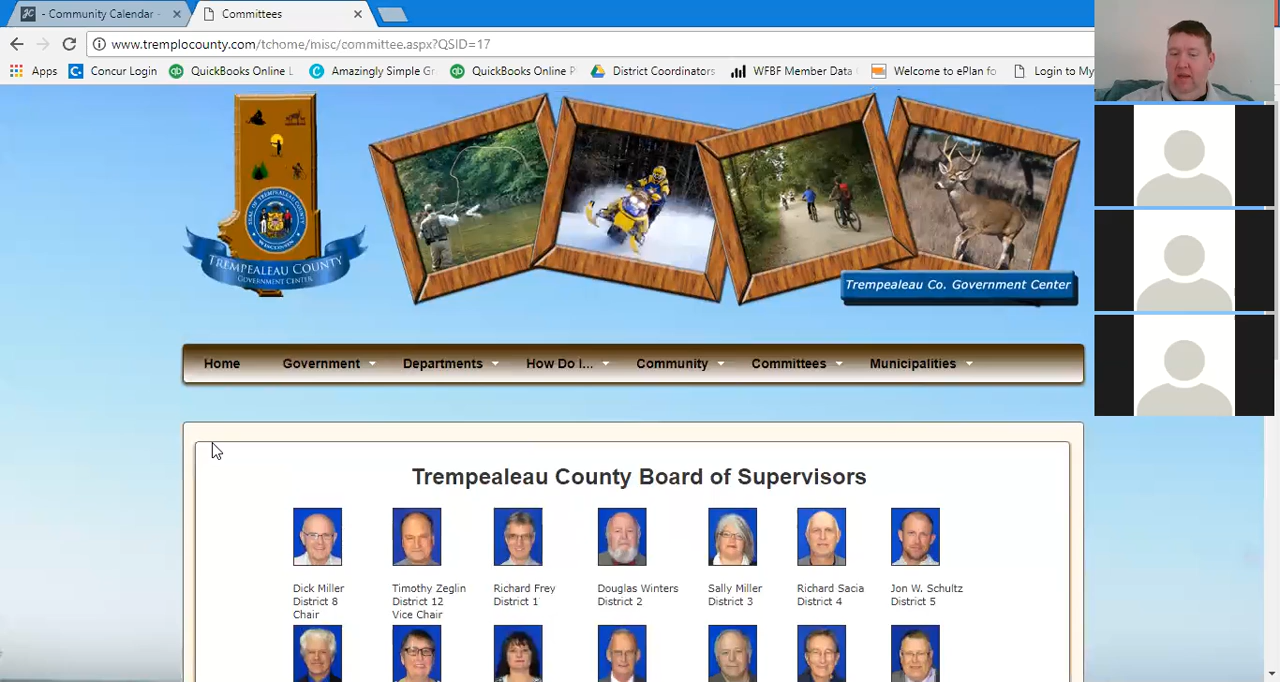 - Community Calendar -
Committees
www.tremplocounty.com/tchome/misc/committee.aspx?QSID=17
Apps Concur Login QuickBooks Online L Amazingly Simple Gr QuickBooks Online P District Coordinators WFBF Member Data Welcome to ePlan fo Login to My
TREMPEALEAU COUNTY
GOVERNMENT CENTER
Trempealeau Co. Government Center
Home Government Departments How Do I... Community Committees Municipalities
Trempealeau County Board of Supervisors
Dick Miller
District 8
Chair
Timothy Zeglin
District 12
Vice Chair
Richard Frey
District 1
Douglas Winters
District 2
Sally Miller
District 3
Richard Sacia
District 4
Jon W. Schultz
District 5